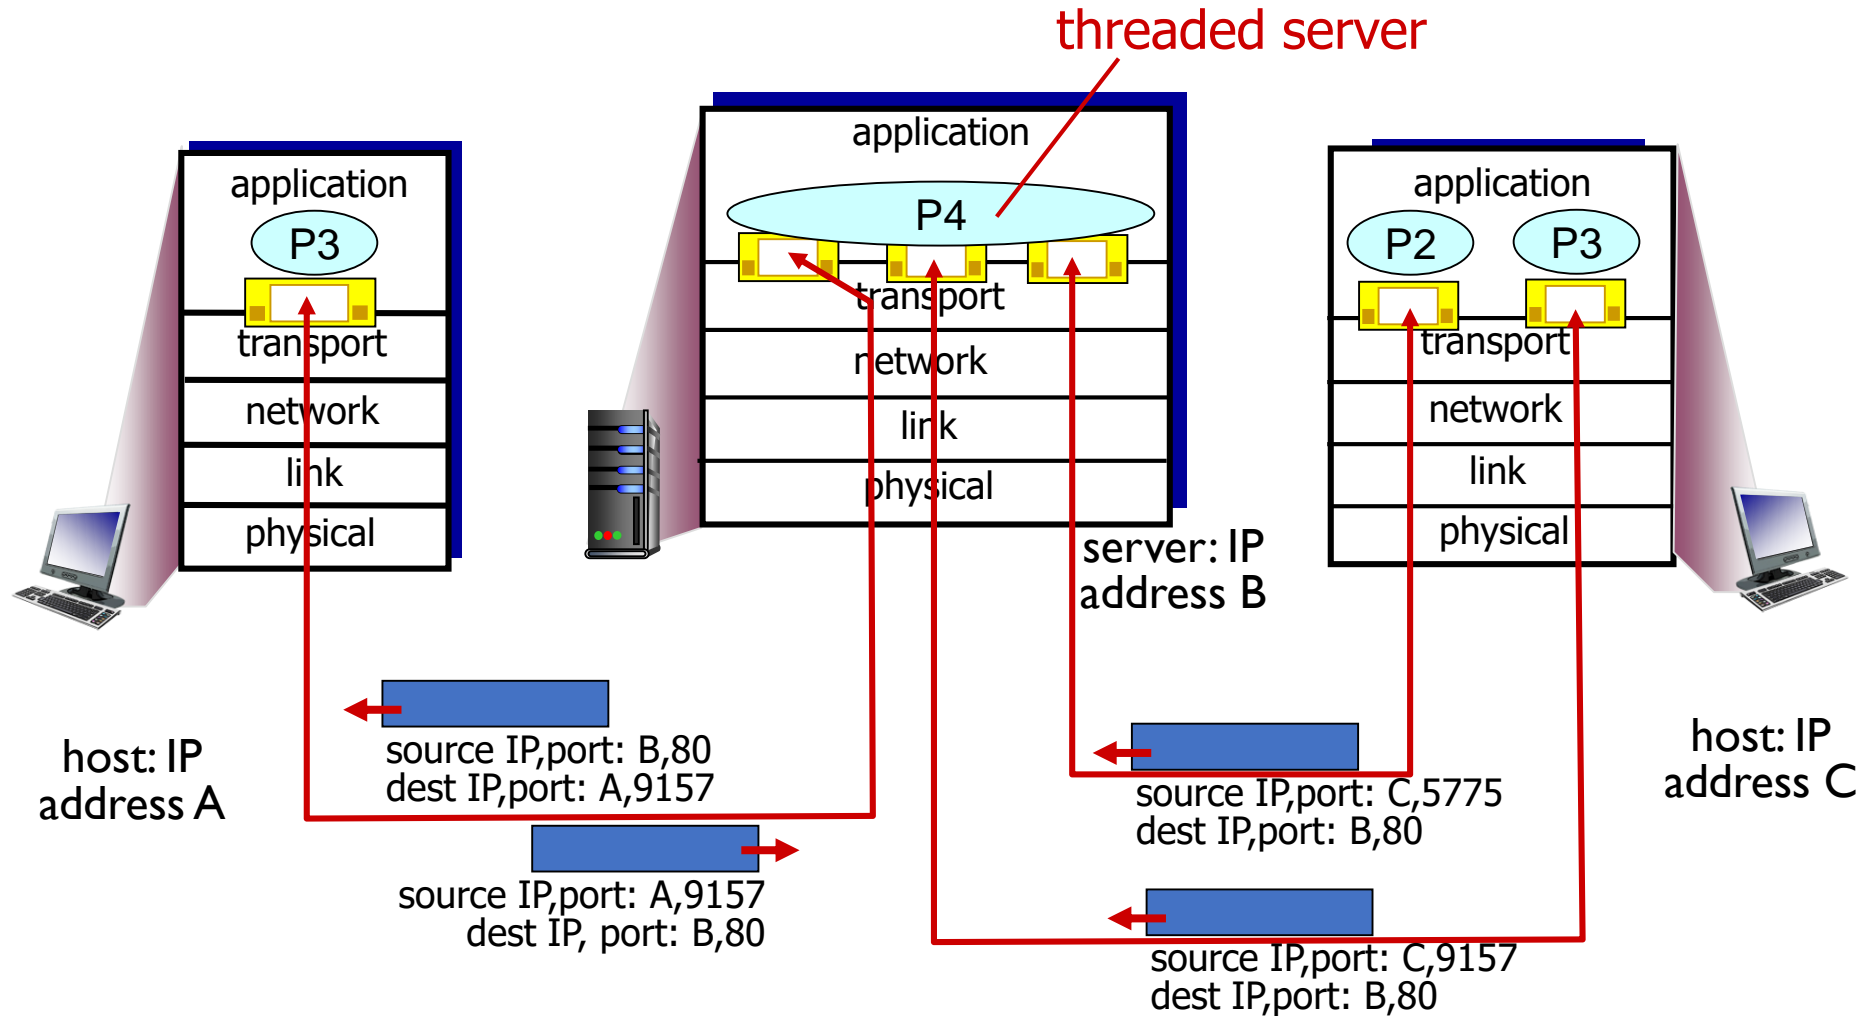 threaded server
application
P3
transport
network
link
physical
host: IP
address A
application
P4
transport
network
link
physical
server: IP
address B
application
P2
P3
transport
network
link
physical
host: IP
address C
source IP,port: B,80
dest IP,port: A,9157
source IP,port: A,9157
dest IP, port: B,80
source IP,port: C,5775
dest IP,port: B,80
source IP,port: C,9157
dest IP,port: B,80